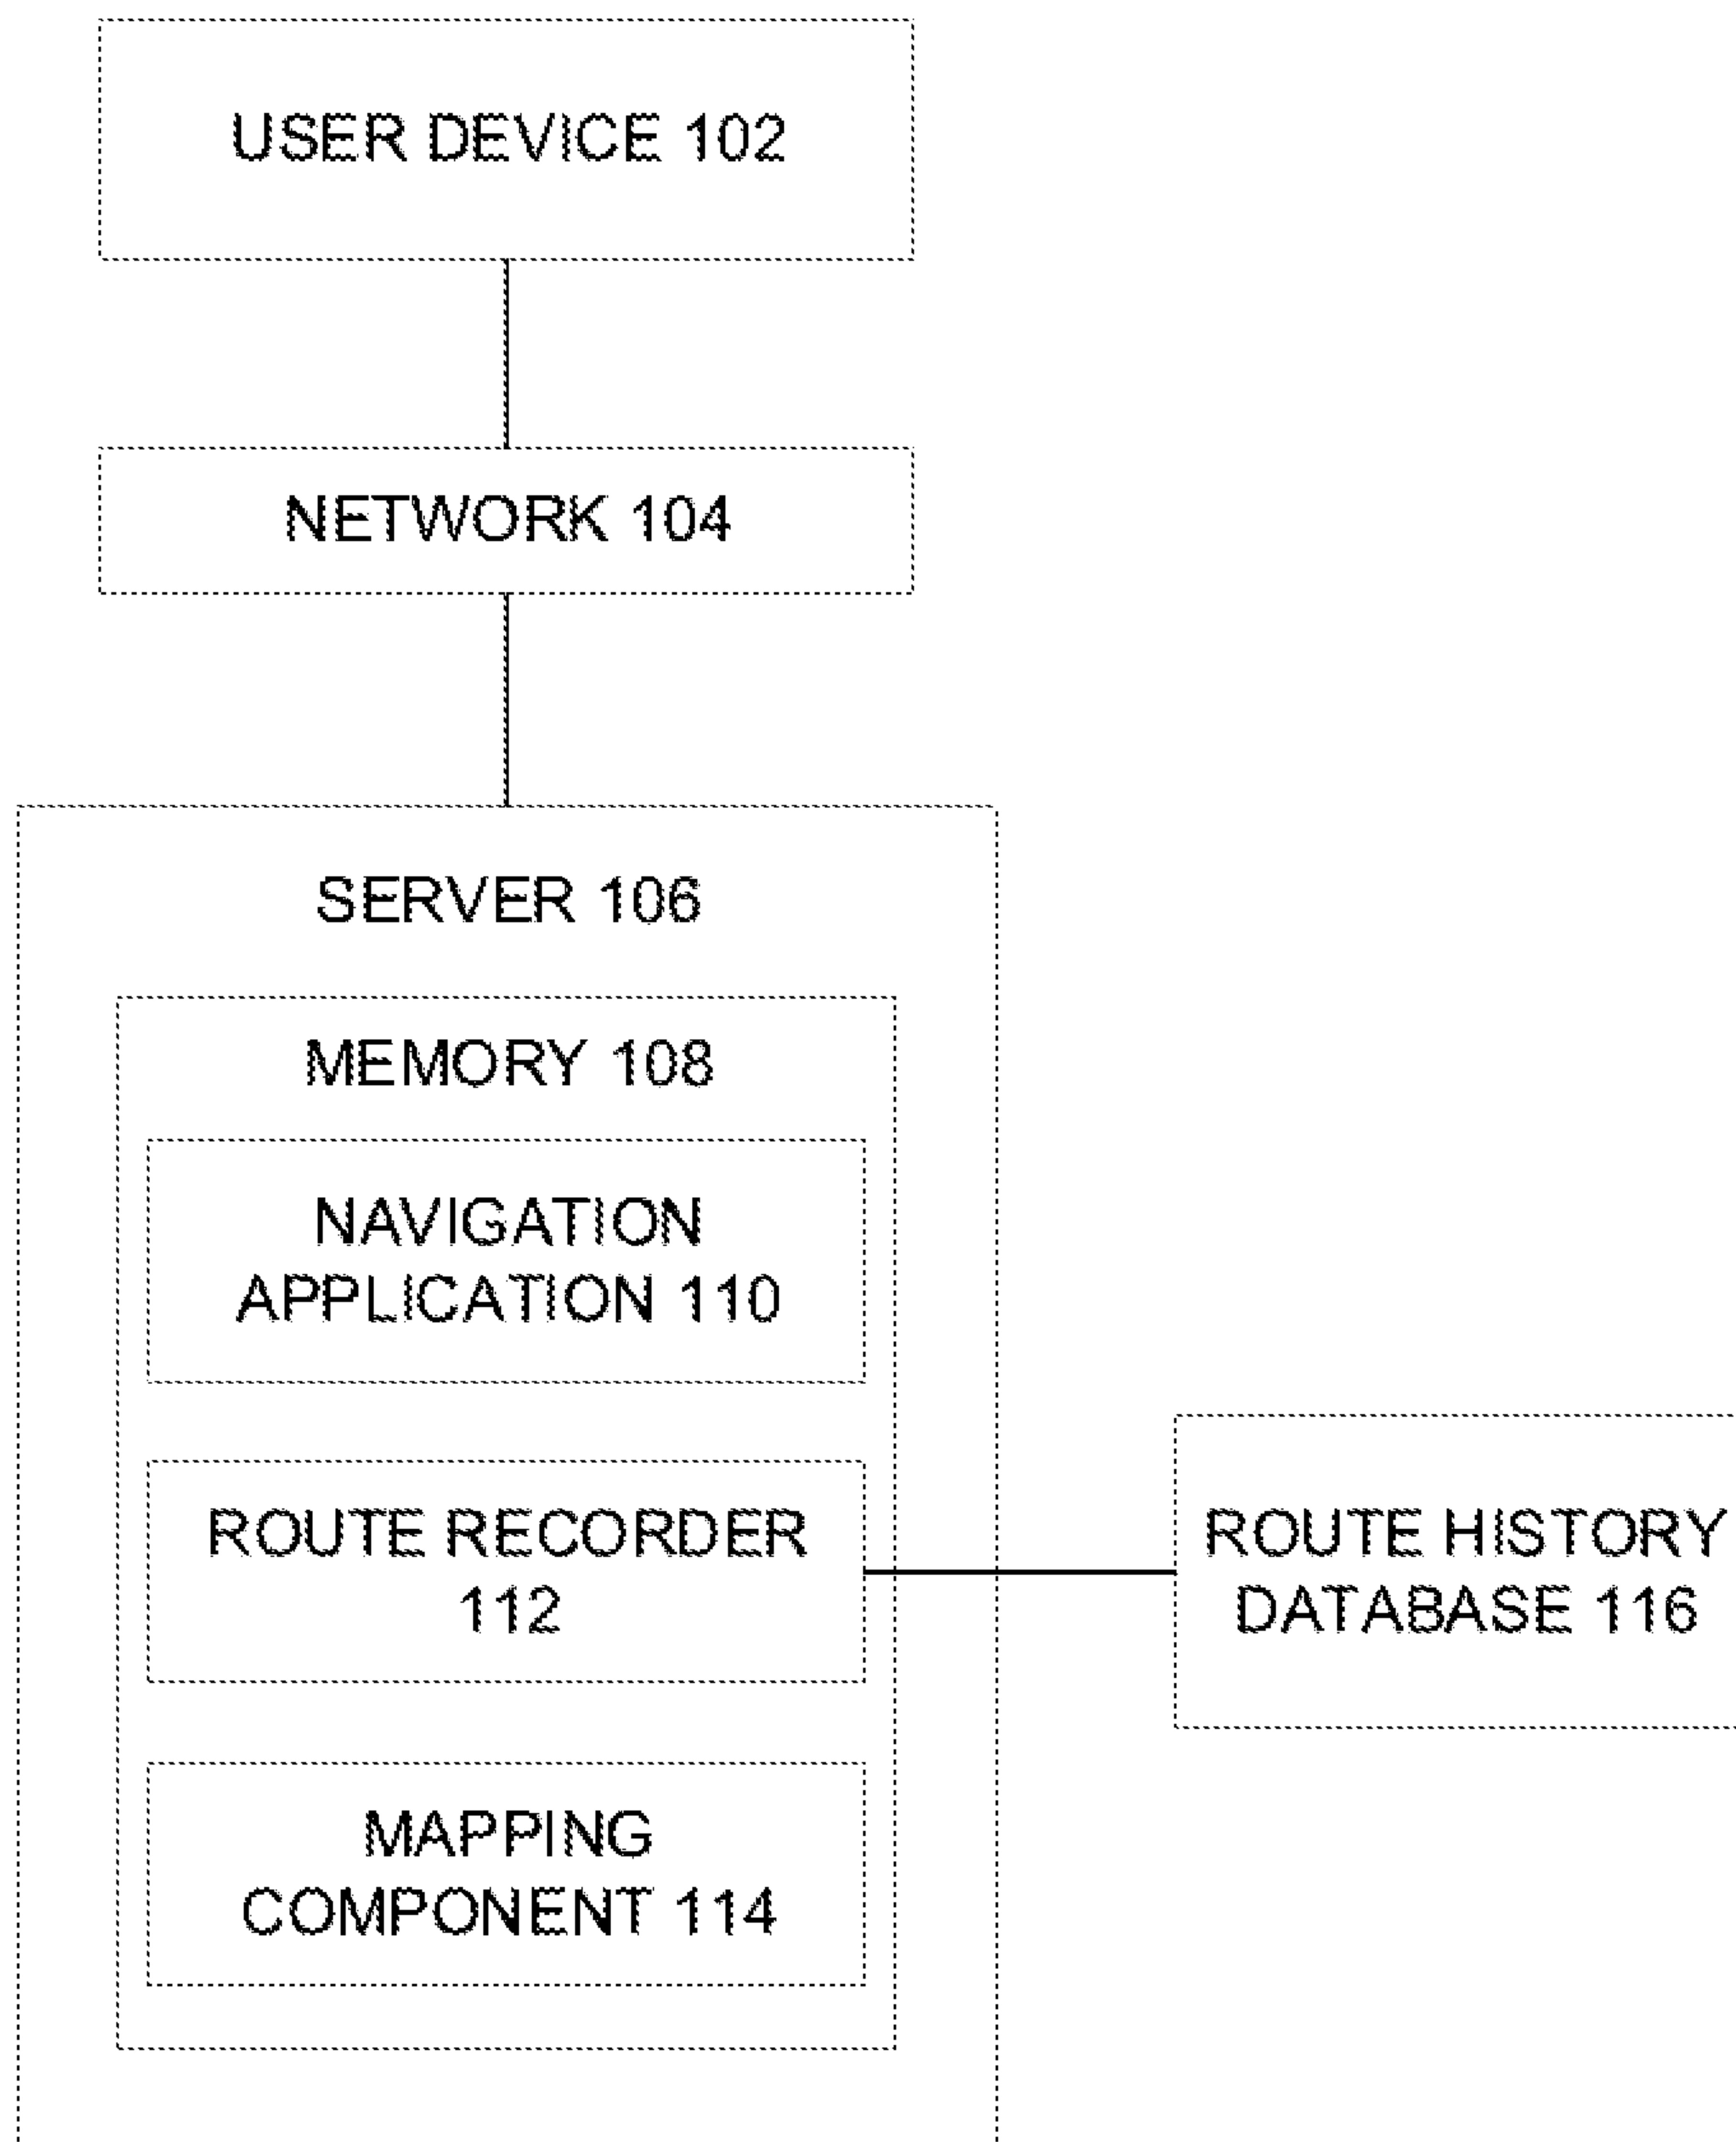 USER DEVICE 102
NETWORK 104
SERVER 106
MEMORY 108
NAVIGATION
APPLICATION 110
ROUTE RECORDER
112
ROUTE HISTORY
DATABASE 116
MAPPING
COMPONENT 114